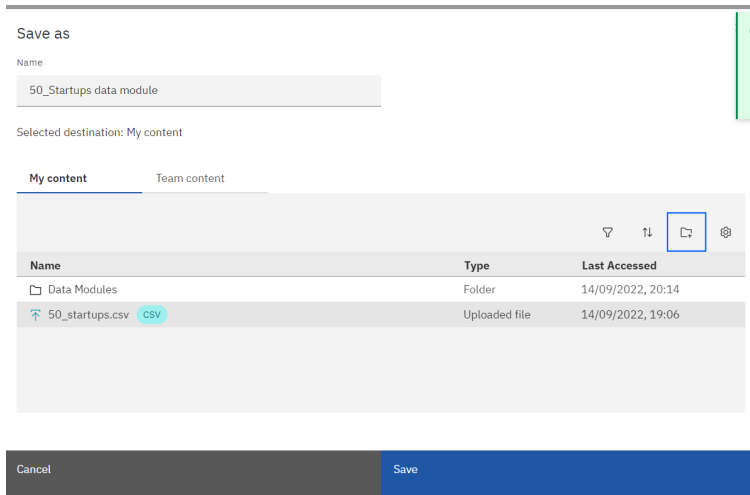 Save as
Name
50_Startups data module
Selected destination: My content
My content Team content
Name Type Last Accessed
Data Modules Folder 14/09/2022, 20:14
50_startups.csv CSV Uploaded file 14/09/2022, 19:06
Cancel Save